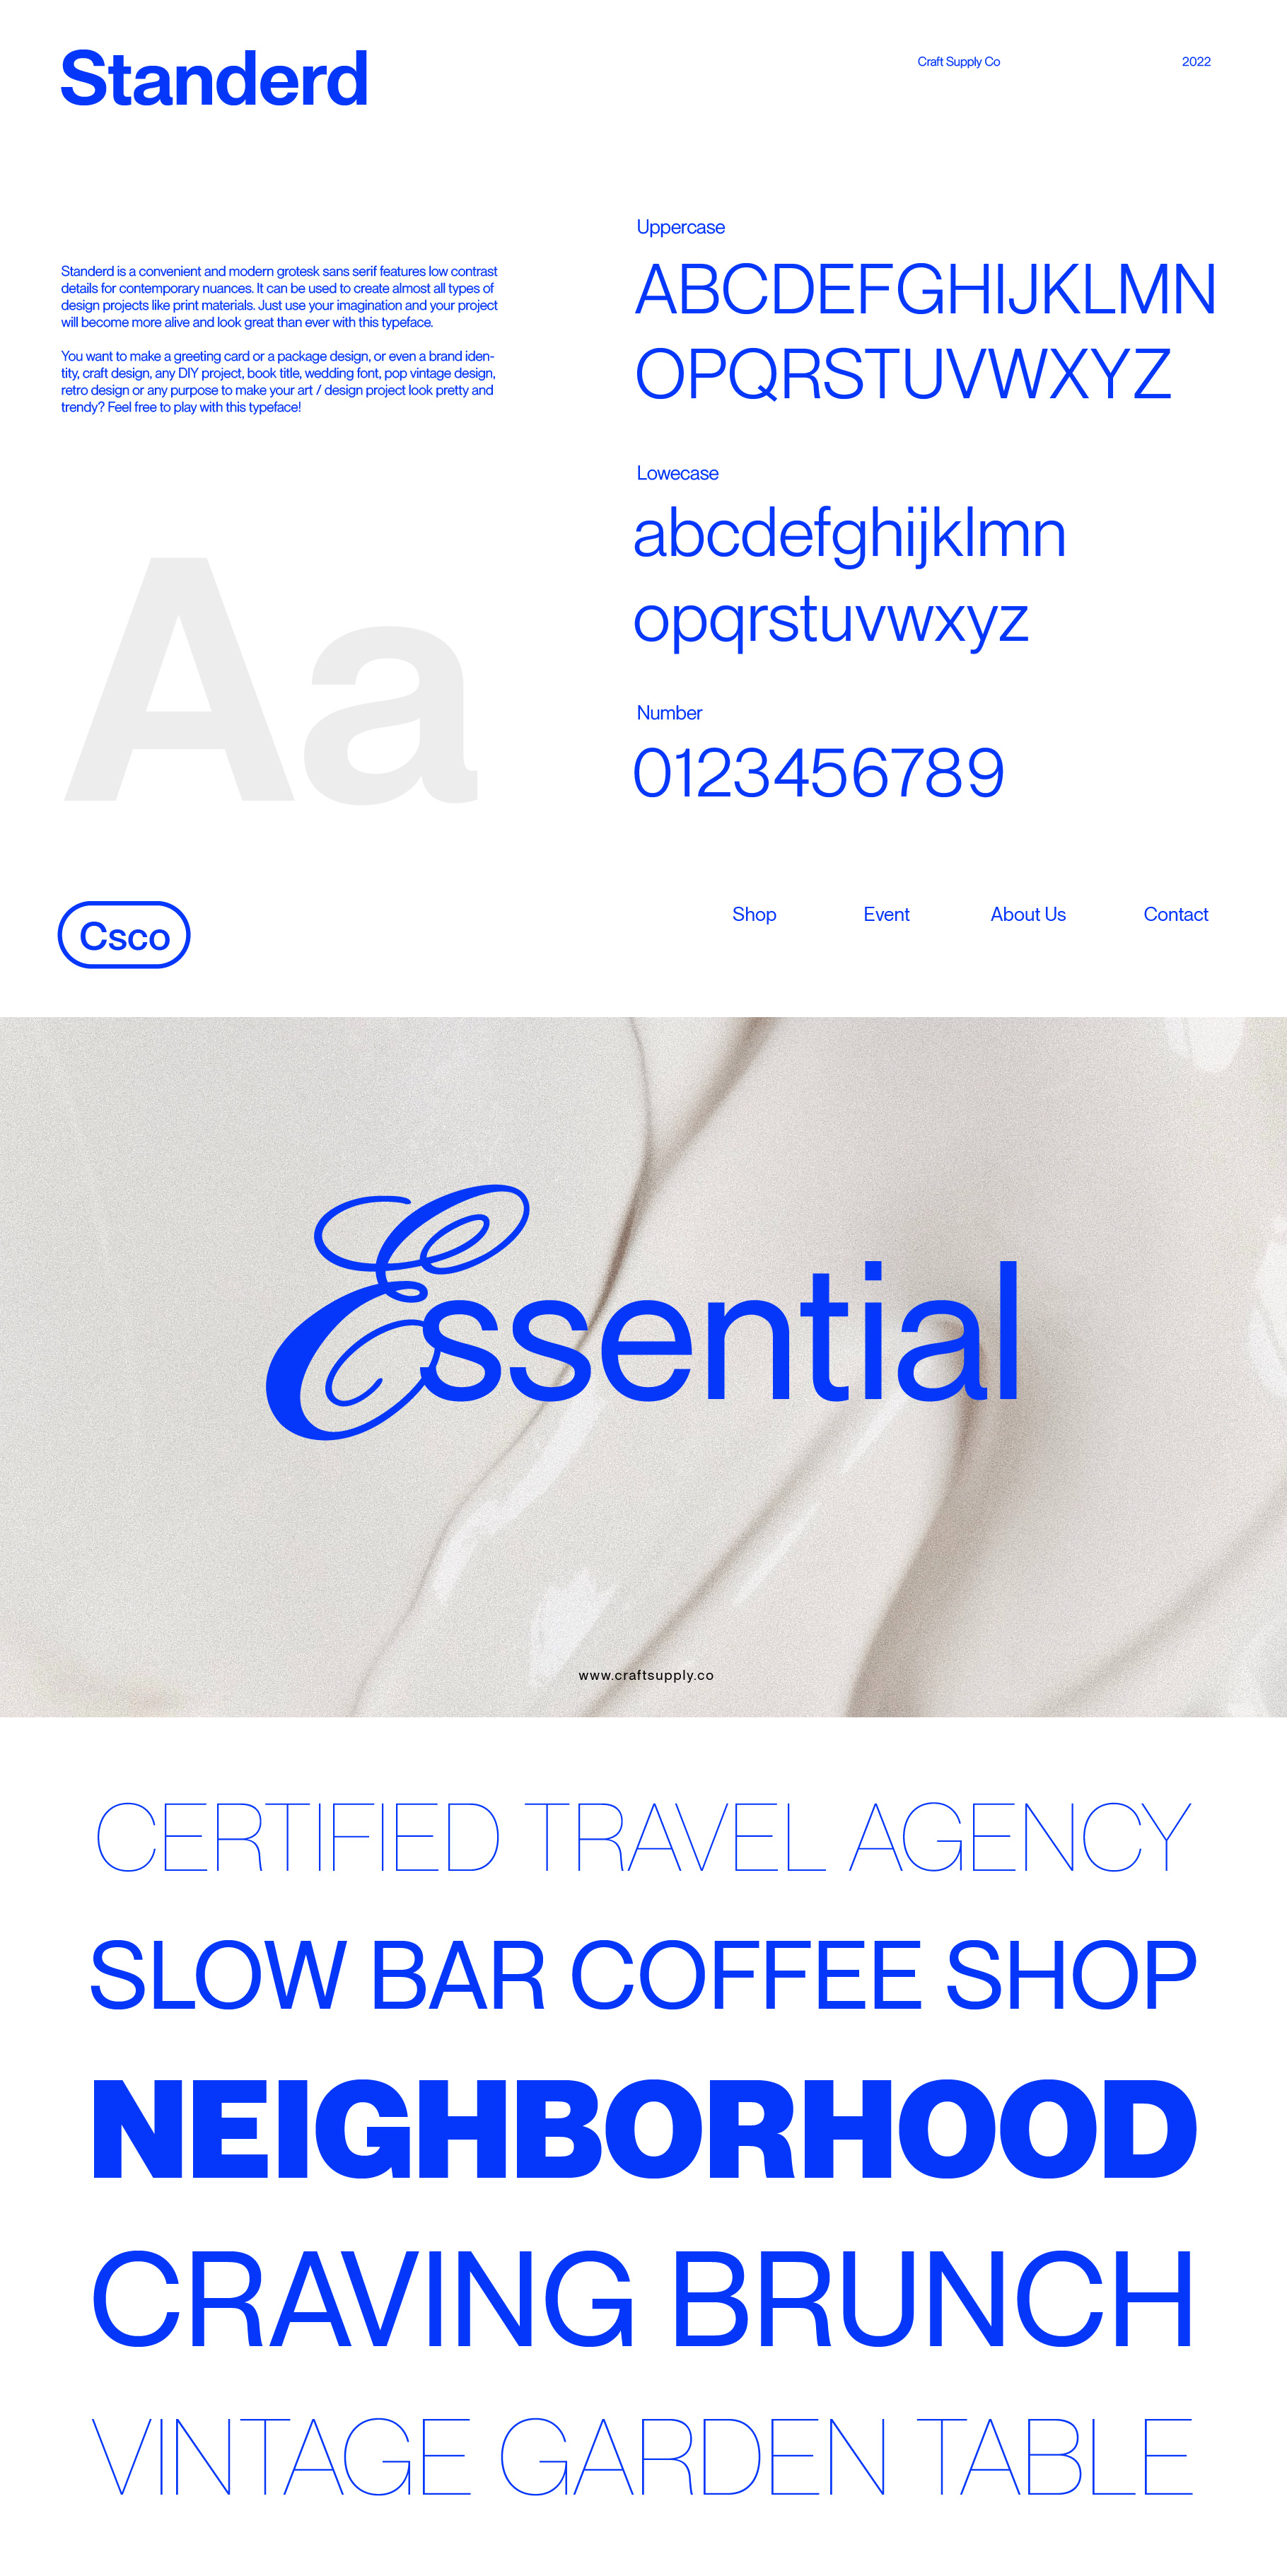 Standerd
Craft Supply Co
2022
Standerd is a convenient and modern grotesk sans serif features low contrast
details for contemporary nuances. It can be used to create almost all types of
design projects like print materials. Just use your imagination and your project
will become more alive and look great than ever with this typeface.
You want to make a greeting card or a package design, or even a brand iden-
tity, craft design, any DIY project, book title, wedding font, pop vintage design,
retro design or any purpose to make your art / design project look pretty and
trendy? Feel free to play with this typeface!
Aa
Uppercase
ABCDEFGHIJKLMN
OPQRSTUVWXYZ
Lowecase
abcdefghijklmn
opqrstuvwxyz
Number
0123456789
Csco
Shop
Event
About Us
Contact
Essential
www.craftsupply.co
CERTIFIED TRAVEL AGENCY
SLOW BAR COFFEE SHOP
NEIGHBORHOOD
CRAVING BRUNCH
VINTAGE GARDEN TABLE